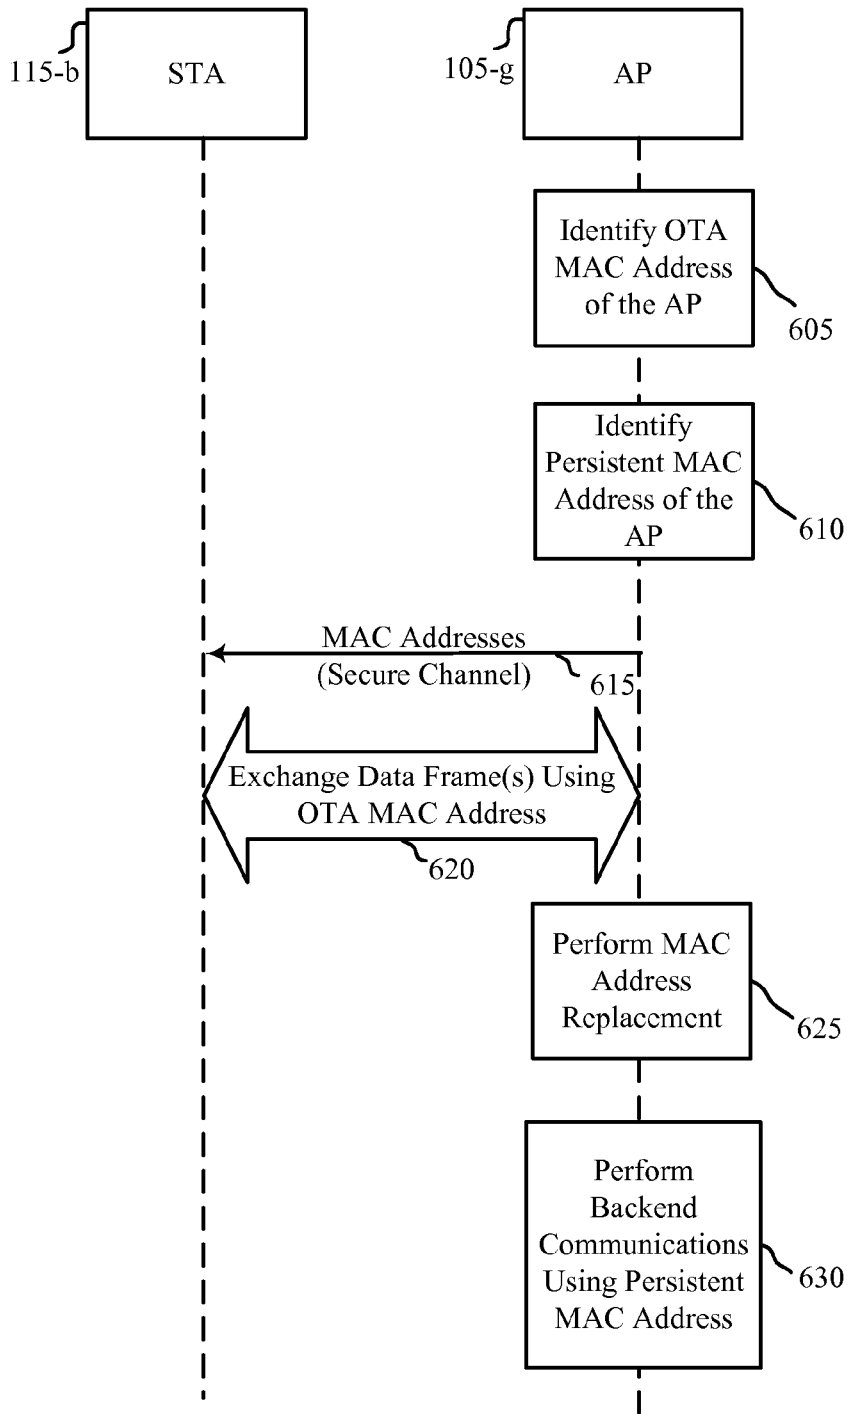 115-b
STA
105-g
AP
Identify OTA
MAC Address
of the AP
605
Identify
Persistent MAC
Address of the
AP
610
MAC Addresses
(Secure Channel)
615
Exchange Data Frame(s) Using
OTA MAC Address
620
Perform MAC
Address
Replacement
625
Perform
Backend
Communications
Using Persistent
MAC Address
630